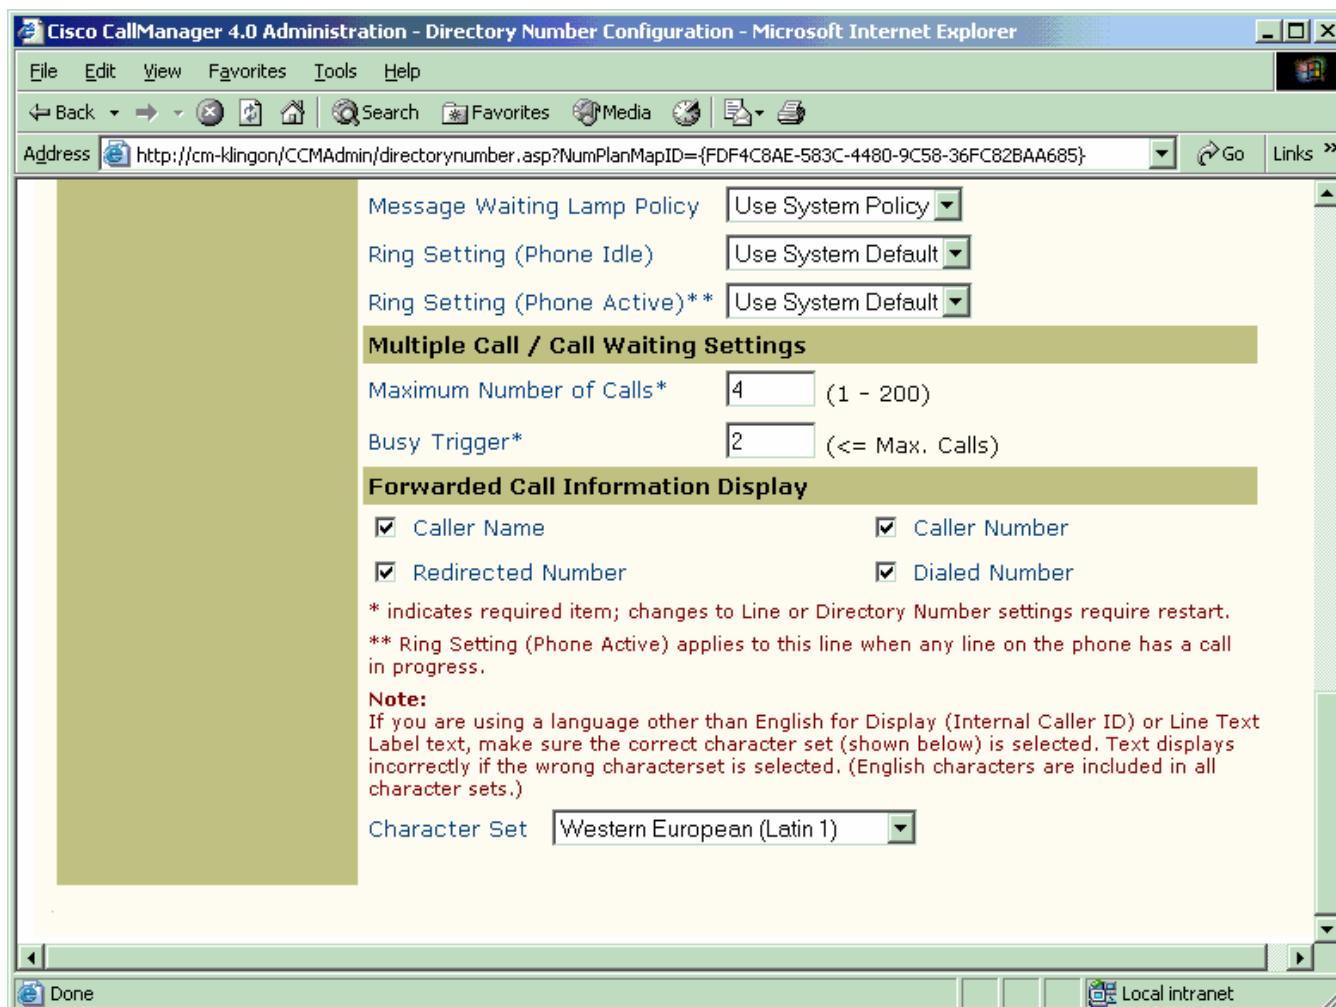 Cisco CallManager 4.0 Administration - Directory Number Configuration - Microsoft Internet Explorer
File Edit View Favorites Tools Help
Back Search Favorites Media
Address http://cm-klingon/CCMAdmin/directorynumber.asp?NumPlanMapID={FDF4C8AE-583C-4480-9C58-36FC82BAA685} Go Links »
Message Waiting Lamp Policy Use System Policy
Ring Setting (Phone Idle) Use System Default
Ring Setting (Phone Active)** Use System Default
Multiple Call / Call Waiting Settings
Maximum Number of Calls* 4 (1 - 200)
Busy Trigger* 2 (<= Max. Calls)
Forwarded Call Information Display
Caller Name Caller Number
Redirected Number Dialed Number
* indicates required item; changes to Line or Directory Number settings require restart.
** Ring Setting (Phone Active) applies to this line when any line on the phone has a call
in progress.
Note:
If you are using a language other than English for Display (Internal Caller ID) or Line Text
Label text, make sure the correct character set (shown below) is selected. Text displays
incorrectly if the wrong characterset is selected. (English characters are included in all
character sets.)
Character Set Western European (Latin 1)
Done Local intranet